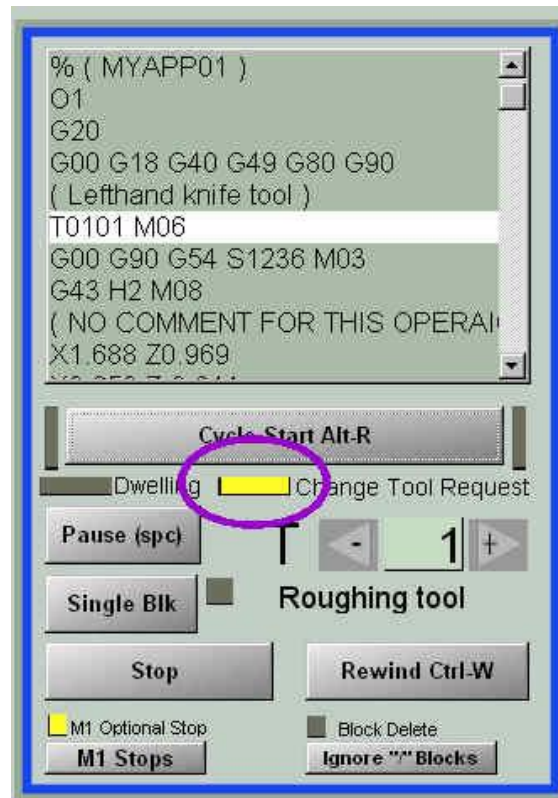 % ( MYAPP01 )
O1
G20
G00 G18 G40 G49 G80 G90
( Lefthand knife tool )
T0101 M06
G00 G90 G54 S1236 M03
G43 H2 M08
( NO COMMENT FOR THIS OPERAI
X1.688 Z0.969
Cycle Start Alt-R
Dwelling Change Tool Request
Pause (spc) T - 1 +
Single Blk Roughing tool
Stop Rewind Ctrl-W
M1 Optional Stop Block Delete
M1 Stops Ignore "/" Blocks